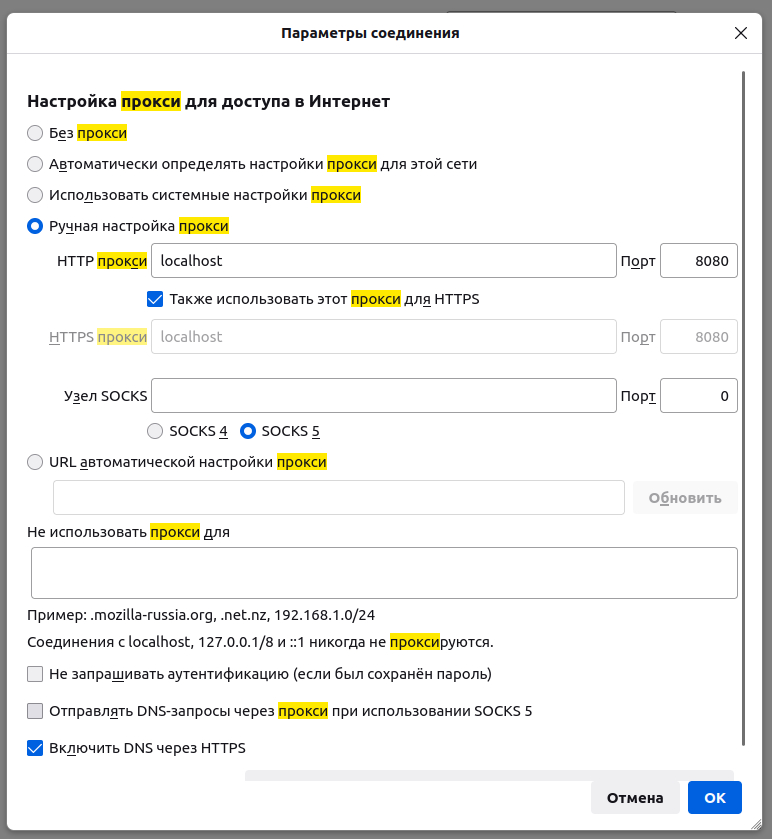 Параметры соединения
Настройка прокси для доступа в Интернет
Без прокси
Автоматически определять настройки прокси для этой сети
Использовать системные настройки прокси
Ручная настройка прокси
HTTP прокси localhost Порт 8080
Также использовать этот прокси для HTTPS
HTTPS прокси localhost Порт 8080
Узел SOCKS Порт 0
SOCKS 4 SOCKS 5
URL автоматической настройки прокси
Обновить
Не использовать прокси для
Пример: .mozilla-russia.org, .net.nz, 192.168.1.0/24
Соединения с localhost, 127.0.0.1/8 и ::1 никогда не проксируются.
Не запрашивать аутентификацию (если был сохранён пароль)
Отправлять DNS-запросы через прокси при использовании SOCKS 5
Включить DNS через HTTPS
Отмена OK